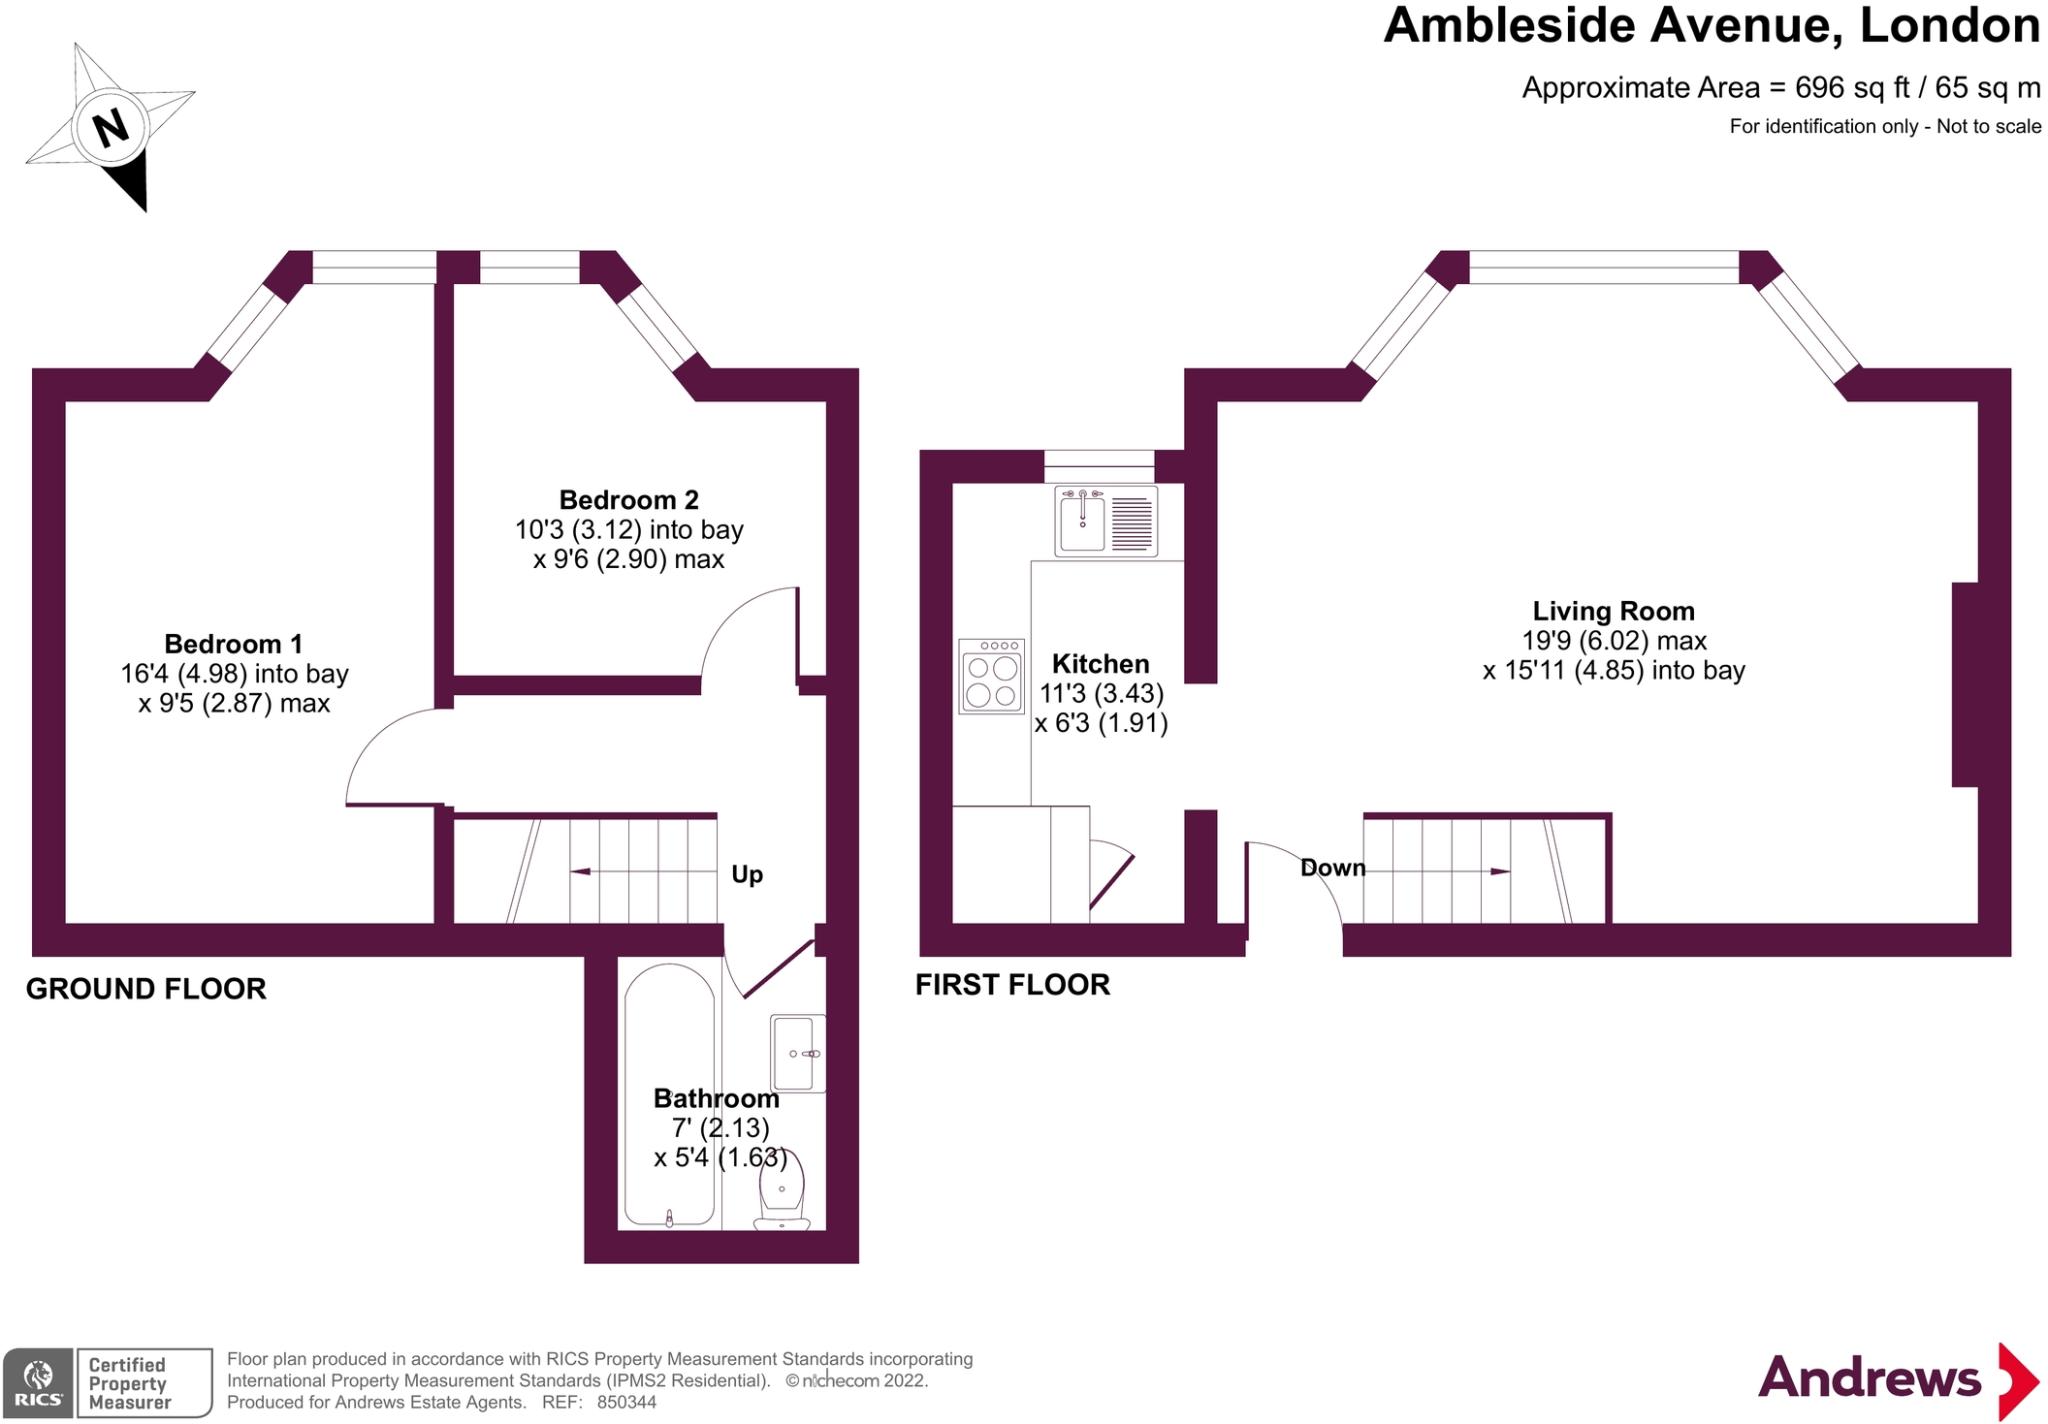 Ambleside Avenue, London
Approximate Area = 696 sq ft / 65 sq m
For identification only - Not to scale
N
Bedroom 2
10'3 (3.12) into bay
x 9'6 (2.90) max
Bedroom 1
16'4 (4.98) into bay
x 9'5 (2.87) max
Up
Bathroom
7' (2.13)
x 5'4 (1.63)
GROUND FLOOR
Living Room
19'9 (6.02) max
x 15'11 (4.85) into bay
Kitchen
11'3 (3.43)
x 6'3 (1.91)
Down
FIRST FLOOR
RICS
Certified
Property
Measurer
Floor plan produced in accordance with RICS Property Measurement Standards incorporating
International Property Measurement Standards (IPMS2 Residential). © nichecom 2022.
Produced for Andrews Estate Agents. REF: 850344
Andrews